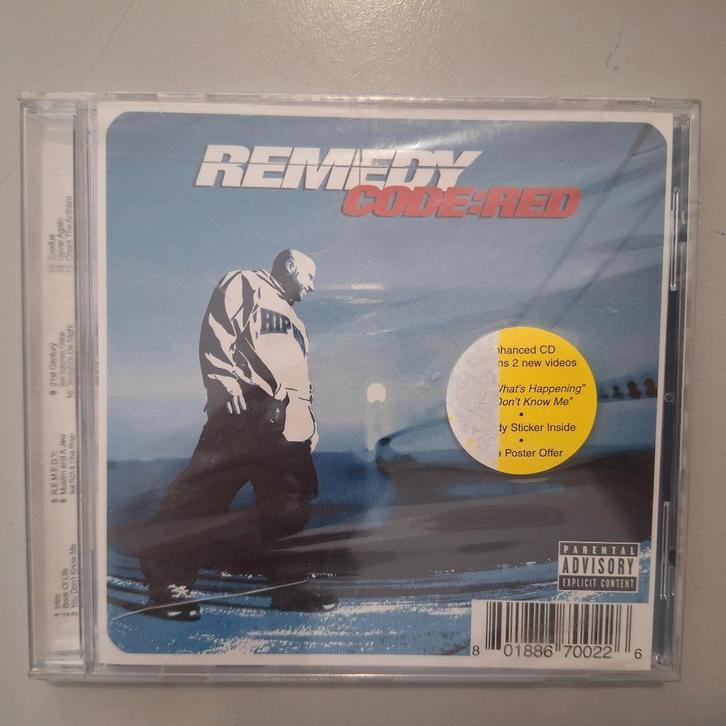 REMEDY
CODE:RED
HIP
nhanced CD
ns 2 new videos
What's Happening"
Don't Know Me"
•
dy Sticker Inside
•
e Poster Offer
PARENTAL
ADVISORY
EXPLICIT CONTENT
8 01886 70022 6
1 Intro
2 Book Of Life
3 You Don't Know Me
5 R.E.M.E.D.Y.
6 Muslim and A Jew
9 21st Century
Exodus
Never Again